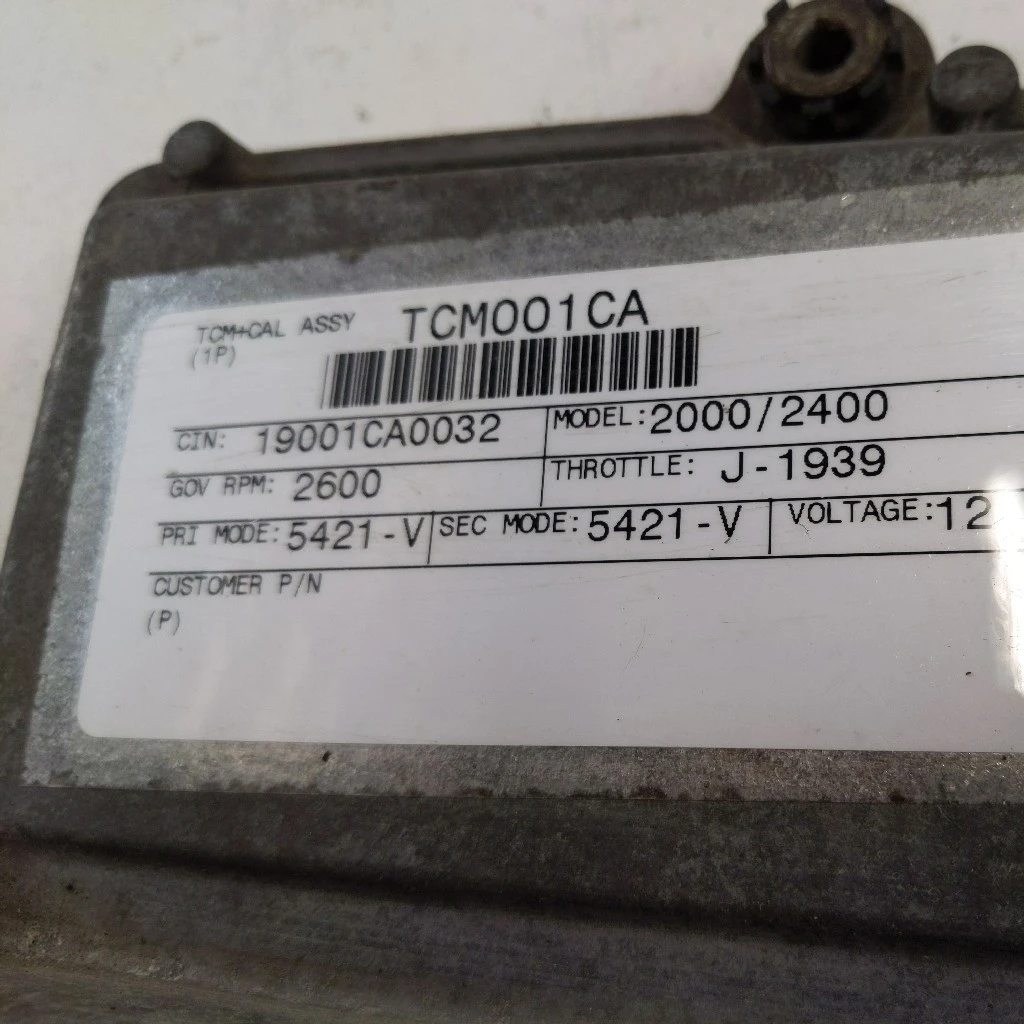 TCM+CAL ASSY TCM001CA
(1P)
CIN: 19001CA0032 MODEL: 2000/2400
GOV RPM: 2600 THROTTLE: J-1939
PRI MODE: 5421-V SEC MODE: 5421-V VOLTAGE: 12
CUSTOMER P/N
(P)